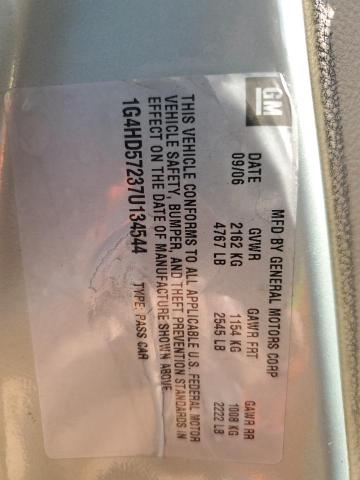 GM
MFD BY GENERAL MOTORS CORP
DATE GVWR GAWR FRT GAWR RR
09/06 2162 KG 1154 KG 1008 KG
4767 LB 2545 LB 2222 LB
THIS VEHICLE CONFORMS TO ALL APPLICABLE U.S. FEDERAL MOTOR
VEHICLE SAFETY, BUMPER, AND THEFT PREVENTION STANDARDS IN
EFFECT ON THE DATE OF MANUFACTURE SHOWN ABOVE.
1G4HD57237U134544 TYPE: PASS CAR